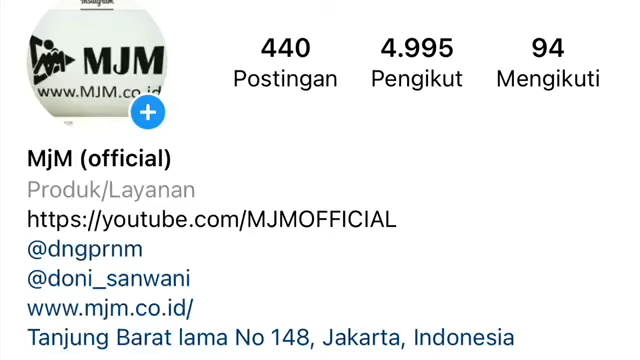 Instagram
MJM
www.MJM.co.id
440 4.995 94
Postingan Pengikut Mengikuti
MjM (official)
Produk/Layanan
https://youtube.com/MJMOFFICIAL
@dngprnm
@doni_sanwani
www.mjm.co.id/
Tanjung Barat lama No 148, Jakarta, Indonesia